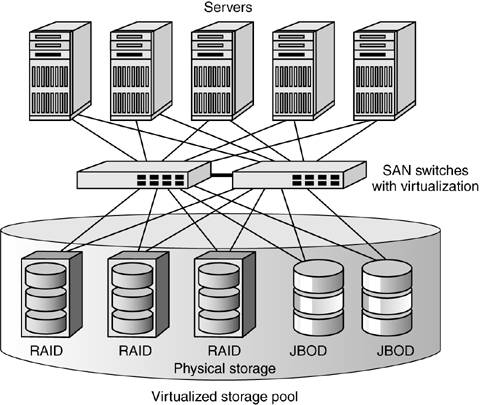 Servers
SAN switches
with virtualization
RAID
RAID
RAID
JBOD
JBOD
Physical storage
Virtualized storage pool